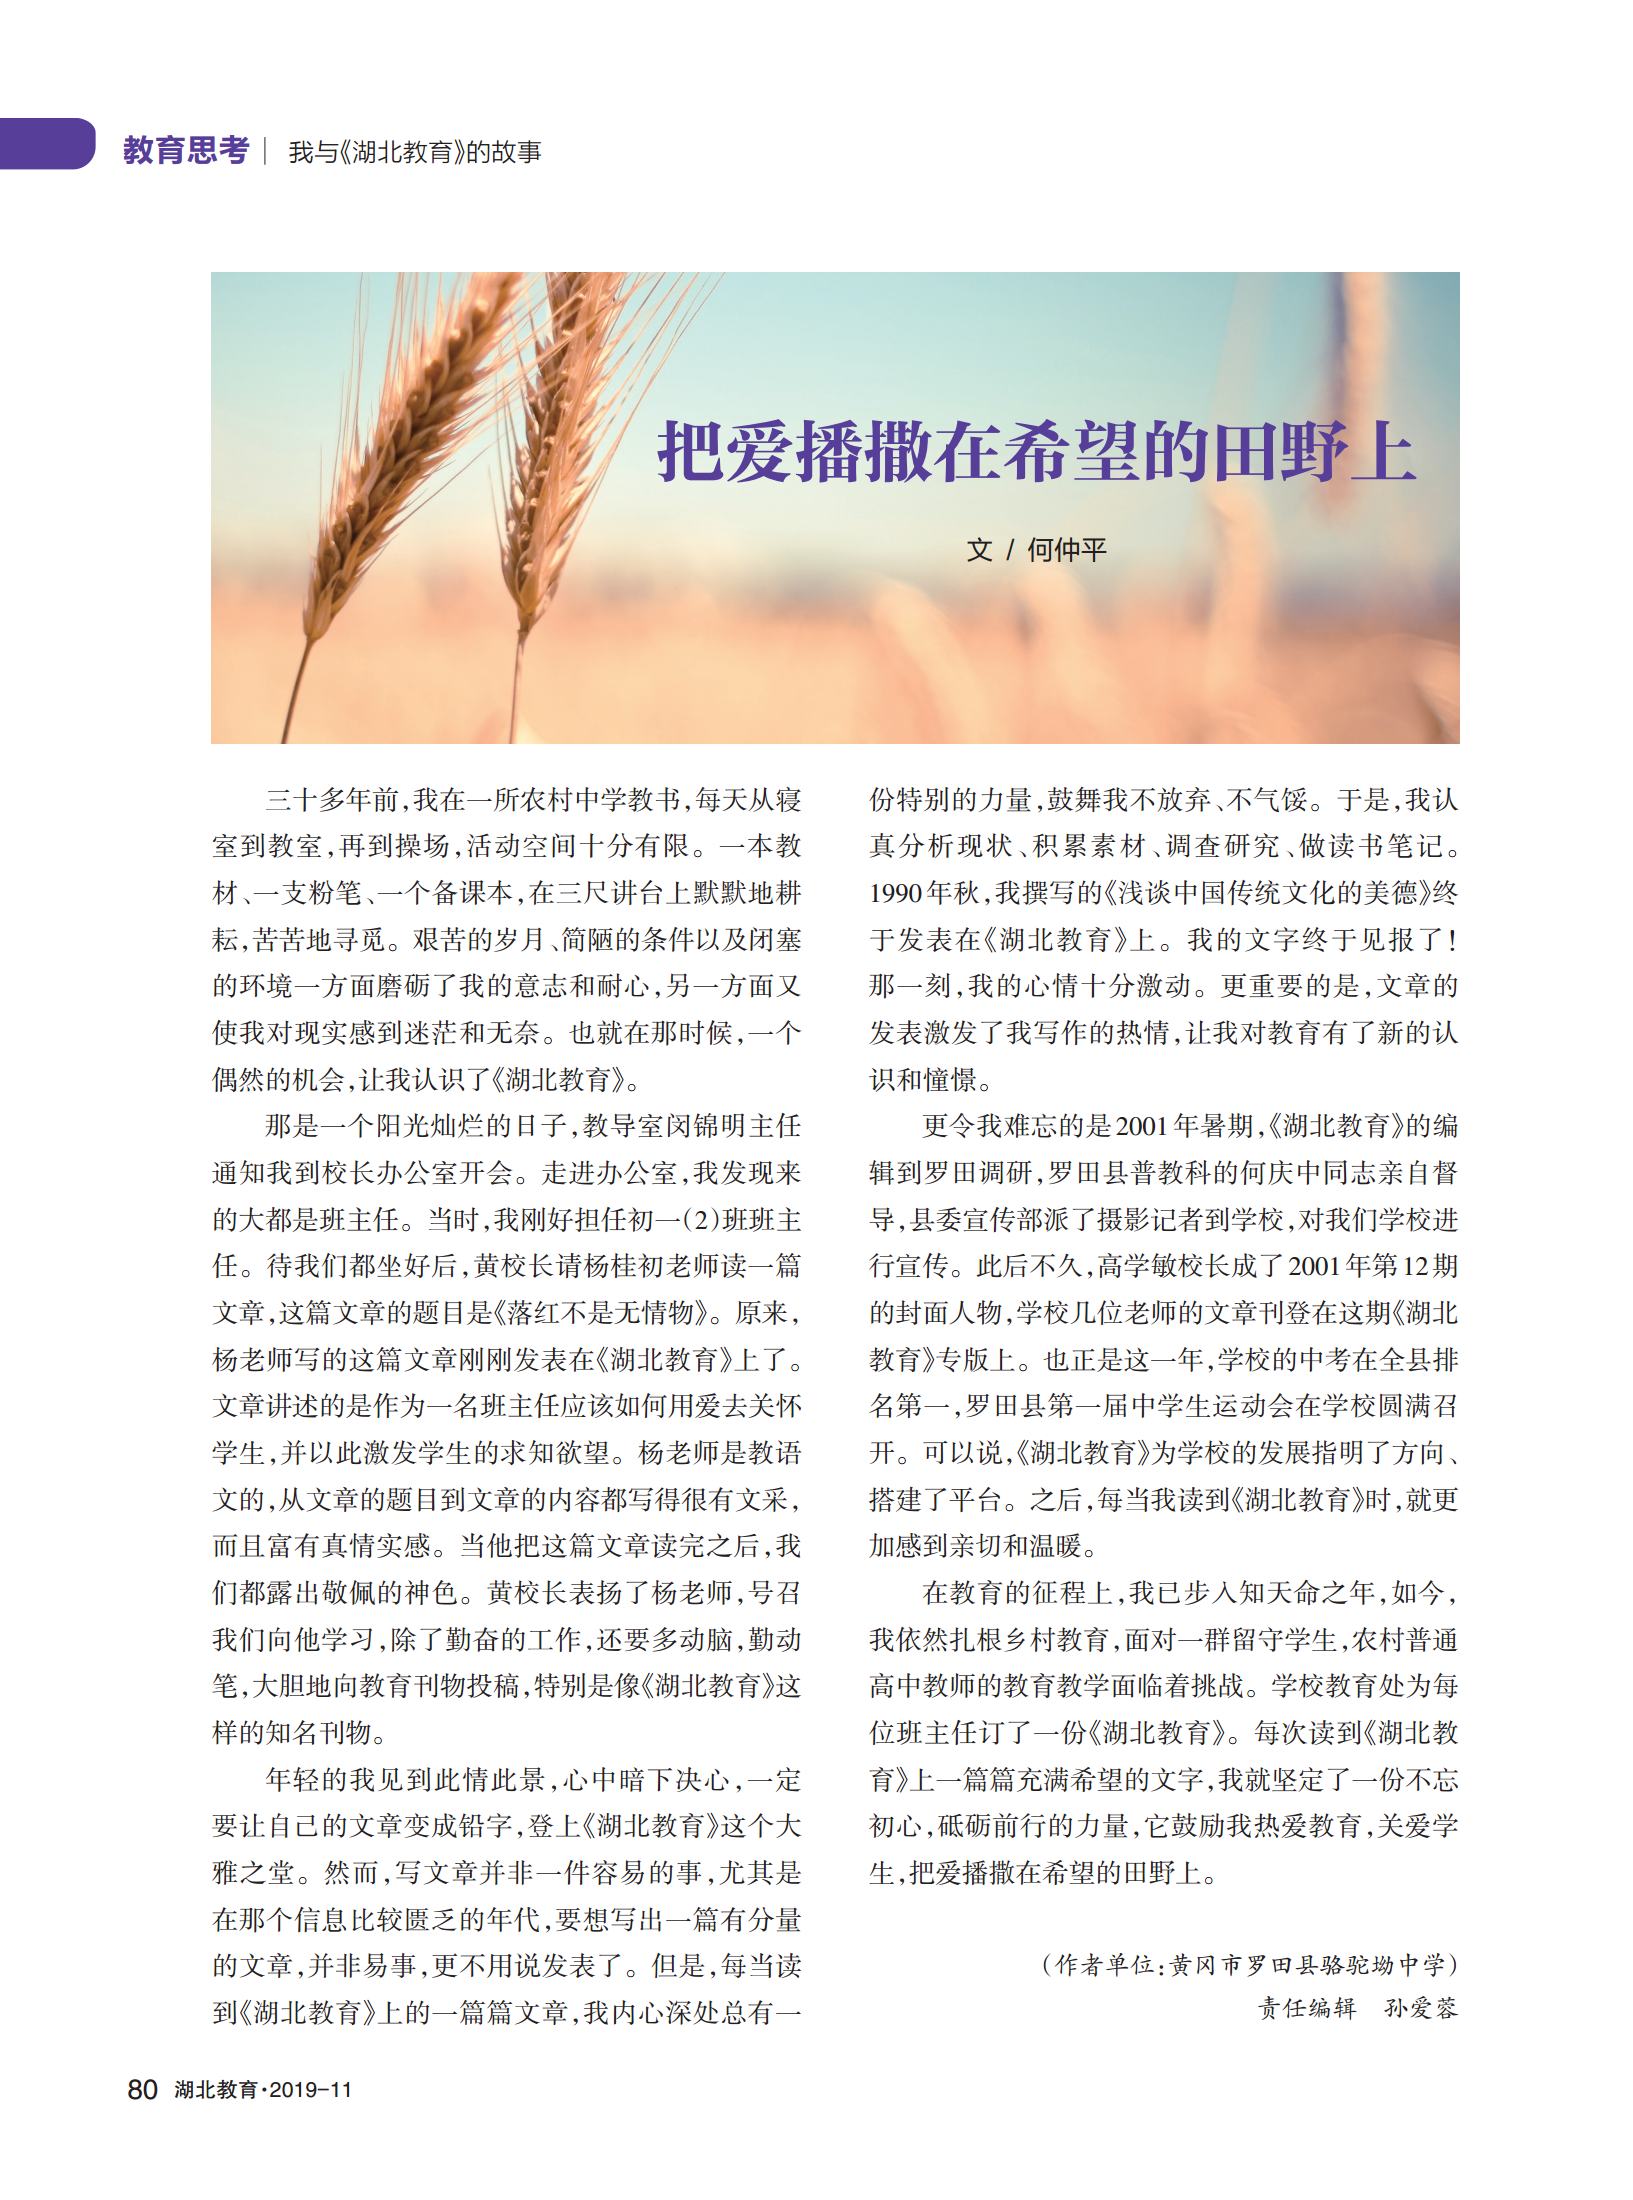 教育思考 | 我与《湖北教育》的故事
把爱播撒在希望的田野上
文 / 何仲平
三十多年前,我在一所农村中学教书,每天从寝
室到教室,再到操场,活动空间十分有限。一本教
材、一支粉笔、一个备课本,在三尺讲台上默默地耕
耘,苦苦地寻觅。艰苦的岁月、简陋的条件以及闭塞
的环境一方面磨砺了我的意志和耐心,另一方面又
使我对现实感到迷茫和无奈。也就在那时候,一个
偶然的机会,让我认识了《湖北教育》。
那是一个阳光灿烂的日子,教导室闵锦明主任
通知我到校长办公室开会。走进办公室,我发现来
的大都是班主任。当时,我刚好担任初一(2)班班主
任。待我们都坐好后,黄校长请杨桂初老师读一篇
文章,这篇文章的题目是《落红不是无情物》。原来,
杨老师写的这篇文章刚刚发表在《湖北教育》上了。
文章讲述的是作为一名班主任应该如何用爱去关怀
学生,并以此激发学生的求知欲望。杨老师是教语
文的,从文章的题目到文章的内容都写得很有文采,
而且富有真情实感。当他把这篇文章读完之后,我
们都露出敬佩的神色。黄校长表扬了杨老师,号召
我们向他学习,除了勤奋的工作,还要多动脑,勤动
笔,大胆地向教育刊物投稿,特别是像《湖北教育》这
样的知名刊物。
年轻的我见到此情此景,心中暗下决心,一定
要让自己的文章变成铅字,登上《湖北教育》这个大
雅之堂。然而,写文章并非一件容易的事,尤其是
在那个信息比较匮乏的年代,要想写出一篇有分量
的文章,并非易事,更不用说发表了。但是,每当读
到《湖北教育》上的一篇篇文章,我内心深处总有一
份特别的力量,鼓舞我不放弃、不气馁。于是,我认
真分析现状、积累素材、调查研究、做读书笔记。
1990年秋,我撰写的《浅谈中国传统文化的美德》终
于发表在《湖北教育》上。我的文字终于见报了!
那一刻,我的心情十分激动。更重要的是,文章的
发表激发了我写作的热情,让我对教育有了新的认
识和憧憬。
更令我难忘的是2001年暑期,《湖北教育》的编
辑到罗田调研,罗田县普教科的何庆中同志亲自督
导,县委宣传部派了摄影记者到学校,对我们学校进
行宣传。此后不久,高学敏校长成了2001年第12期
的封面人物,学校几位老师的文章刊登在这期《湖北
教育》专版上。也正是这一年,学校的中考在全县排
名第一,罗田县第一届中学生运动会在学校圆满召
开。可以说,《湖北教育》为学校的发展指明了方向、
搭建了平台。之后,每当我读到《湖北教育》时,就更
加感到亲切和温暖。
在教育的征程上,我已步入知天命之年,如今,
我依然扎根乡村教育,面对一群留守学生,农村普通
高中教师的教育教学面临着挑战。学校教育处为每
位班主任订了一份《湖北教育》。每次读到《湖北教
育》上一篇篇充满希望的文字,我就坚定了一份不忘
初心,砥砺前行的力量,它鼓励我热爱教育,关爱学
生,把爱播撒在希望的田野上。
(作者单位:黄冈市罗田县骆驼坳中学)
责任编辑 孙爱蓉
80 湖北教育·2019-11